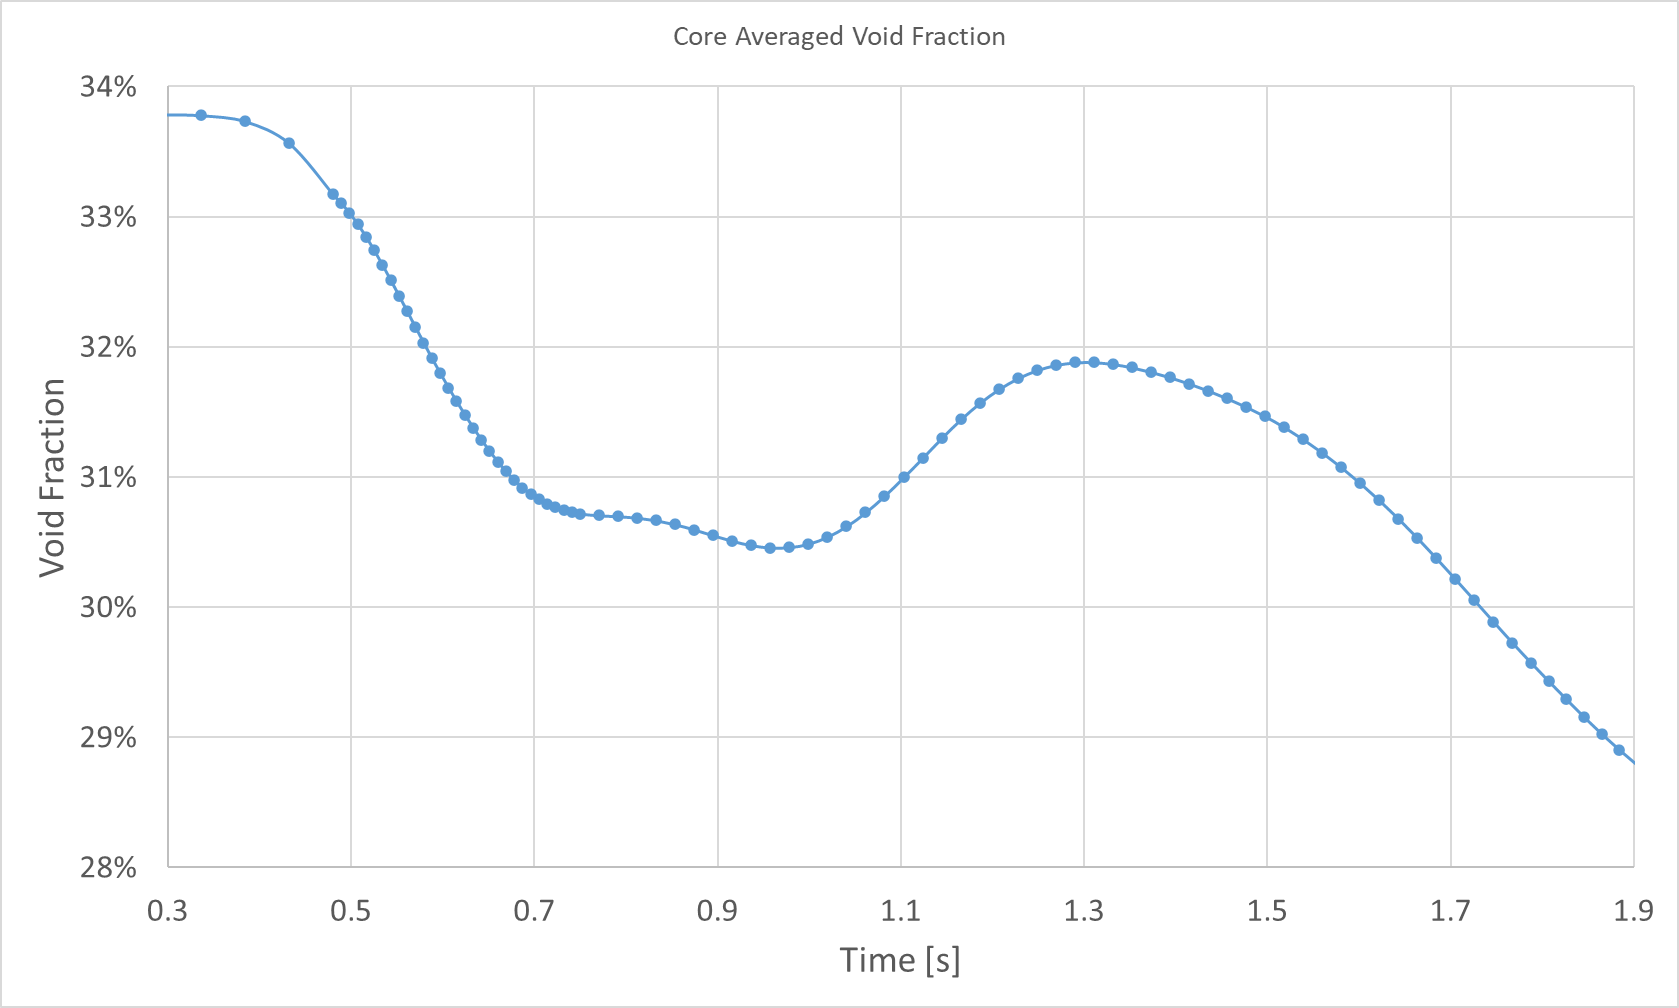 Core Averaged Void Fraction
34%
33%
32%
31%
30%
29%
28%
Void Fraction
0.3 0.5 0.7 0.9 1.1 1.3 1.5 1.7 1.9
Time [s]